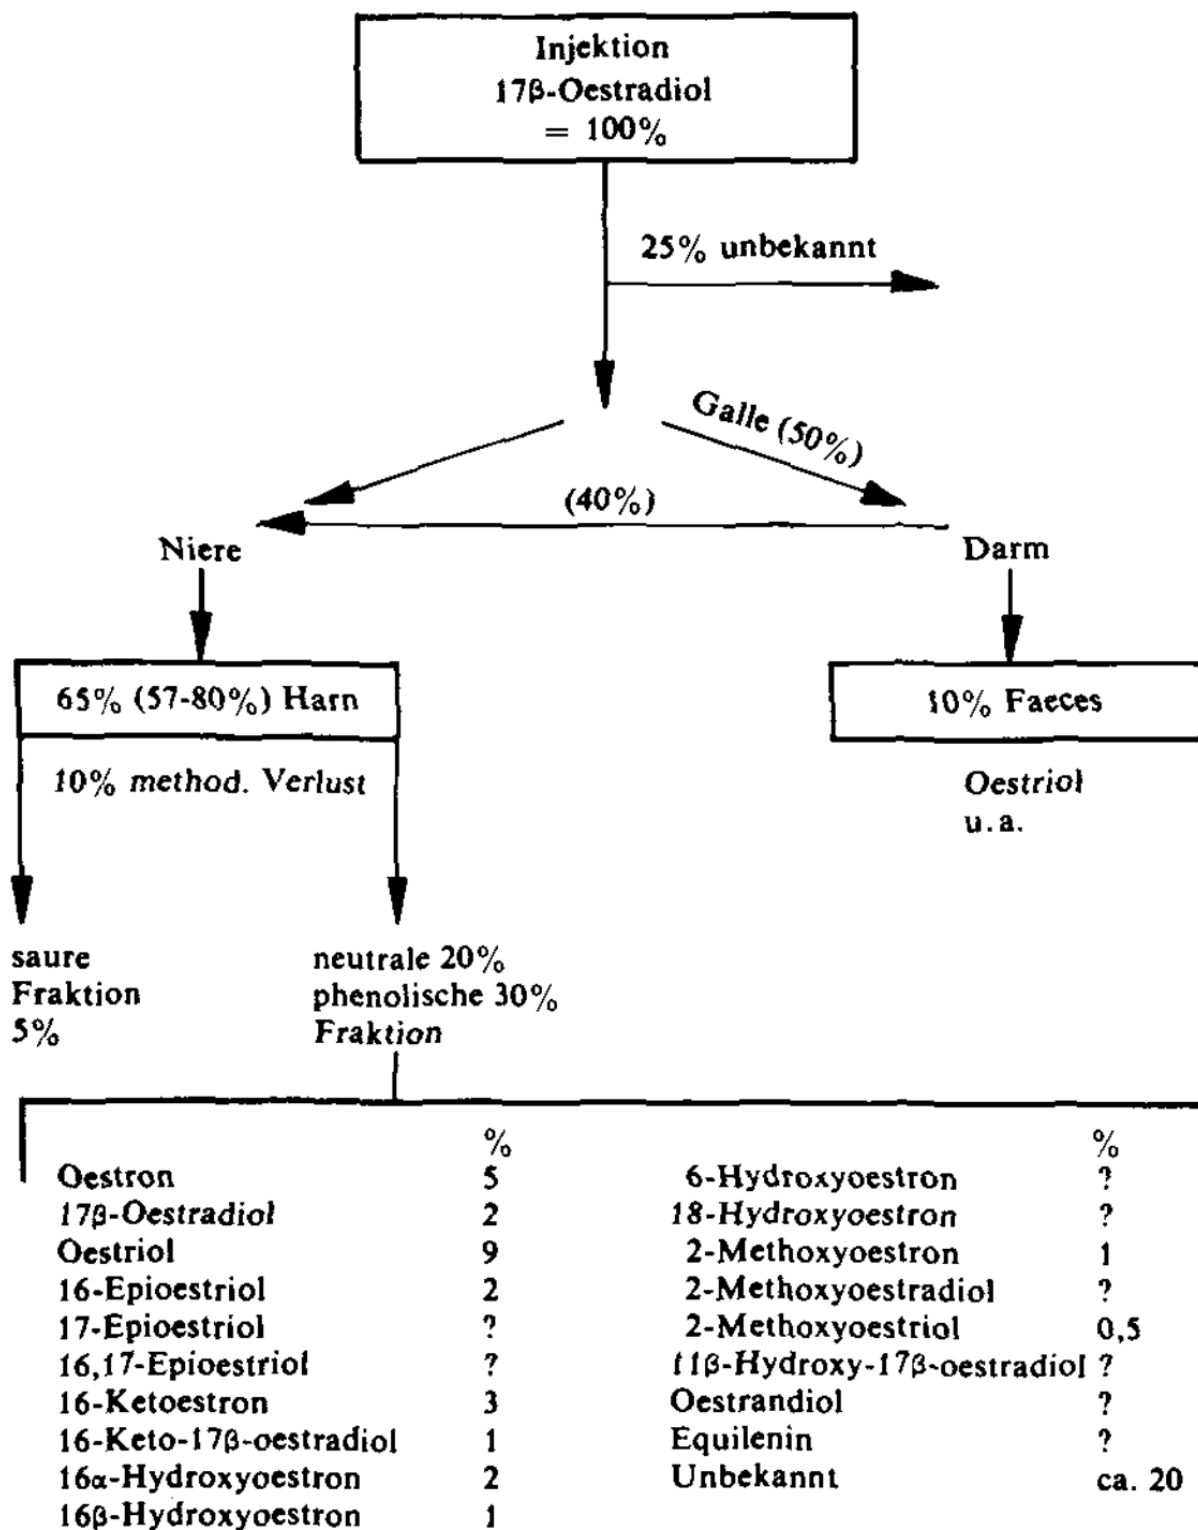 Injektion
17β-Oestradiol
= 100%
25% unbekannt
Galle (50%)
(40%)
Niere
Darm
65% (57-80%) Harn
10% Faeces
10% method. Verlust
Oestriol
u.a.
saure
Fraktion
5%
neutrale 20%
phenolische 30%
Fraktion
%
Oestron 5
17β-Oestradiol 2
Oestriol 9
16-Epioestriol 2
17-Epioestriol ?
16,17-Epioestriol ?
16-Ketoestron 3
16-Keto-17β-oestradiol 1
16α-Hydroxyoestron 2
16β-Hydroxyoestron 1
%
6-Hydroxyoestron ?
18-Hydroxyoestron ?
2-Methoxyoestron 1
2-Methoxyoestradiol ?
2-Methoxyoestriol 0,5
11β-Hydroxy-17β-oestradiol ?
Oestrandiol ?
Equilenin ?
Unbekannt ca. 20